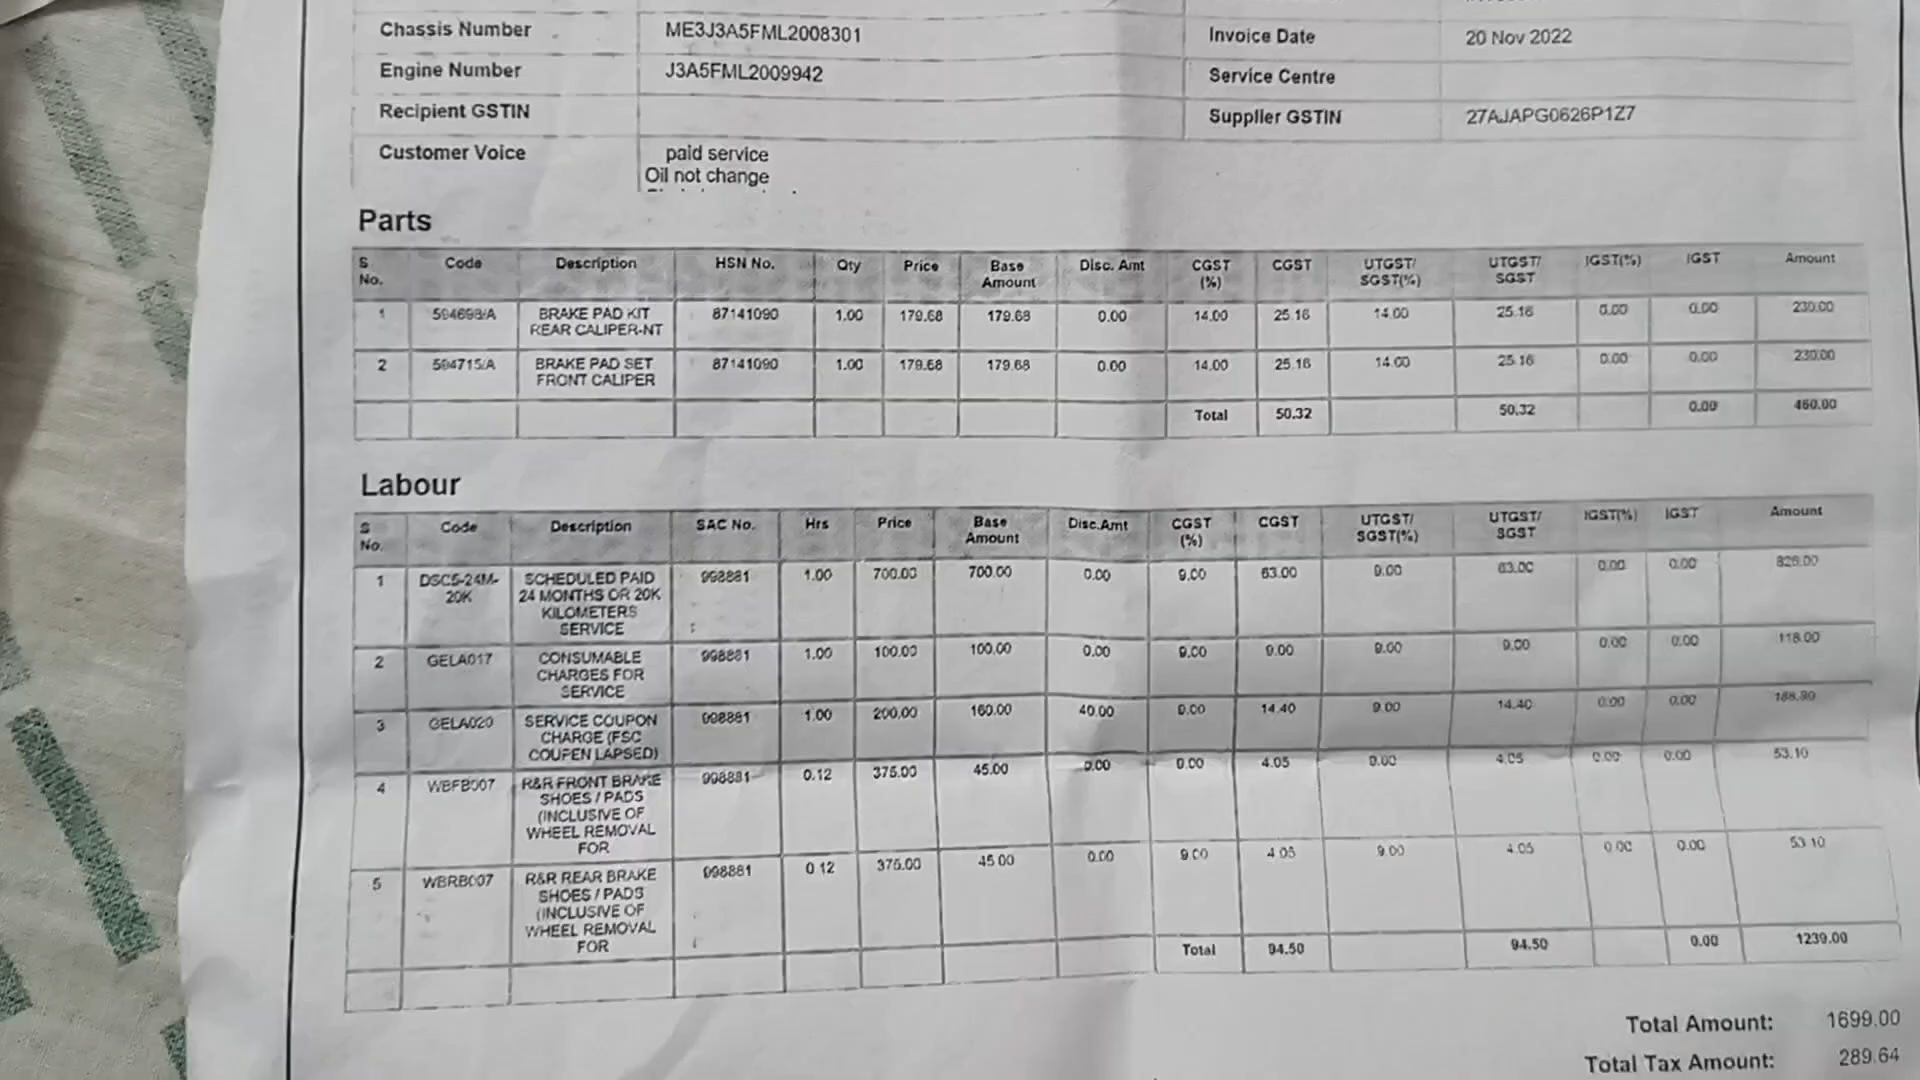 Chassis Number ME3J3A5FML2008301 Invoice Date 20 Nov 2022
Engine Number J3A5FML2009942 Service Centre
Recipient GSTIN Supplier GSTIN 27AJAPG0626P1Z7
Customer Voice paid service
Oil not change
Parts
S No. Code Description HSN No. Qty Price Base Amount Disc. Amt CGST (%) CGST UTGST/ SGST(%) UTGST/ SGST IGST(%) IGST Amount
1 594698/A BRAKE PAD KIT REAR CALIPER-NT 87141090 1.00 179.68 179.68 0.00 14.00 25.16 14.00 25.16 0.00 0.00 230.00
2 594715/A BRAKE PAD SET FRONT CALIPER 87141090 1.00 179.68 179.68 0.00 14.00 25.16 14.00 25.16 0.00 0.00 230.00
Total 50.32 50.32 0.00 460.00
Labour
S No. Code Description SAC No. Hrs Price Base Amount Disc.Amt CGST (%) CGST UTGST/ SGST(%) UTGST/ SGST IGST(%) IGST Amount
1 DSC5-24M-20K SCHEDULED PAID 24 MONTHS OR 20K KILOMETERS SERVICE 998881 1.00 700.00 700.00 0.00 9.00 63.00 9.00 63.00 0.00 0.00 826.00
2 GELA017 CONSUMABLE CHARGES FOR SERVICE 998881 1.00 100.00 100.00 0.00 9.00 9.00 9.00 9.00 0.00 0.00 118.00
3 GELA020 SERVICE COUPON CHARGE (FSC COUPEN LAPSED) 998881 1.00 200.00 160.00 40.00 9.00 14.40 9.00 14.40 0.00 0.00 188.80
4 WBFB007 R&R FRONT BRAKE SHOES / PADS (INCLUSIVE OF WHEEL REMOVAL FOR 998881 0.12 375.00 45.00 0.00 9.00 4.05 9.00 4.05 0.00 0.00 53.10
5 WBRB007 R&R REAR BRAKE SHOES / PADS (INCLUSIVE OF WHEEL REMOVAL FOR 998881 0.12 375.00 45.00 0.00 9.00 4.05 9.00 4.05 0.00 0.00 53.10
Total 94.50 94.50 0.00 1239.00
Total Amount: 1699.00
Total Tax Amount: 289.64